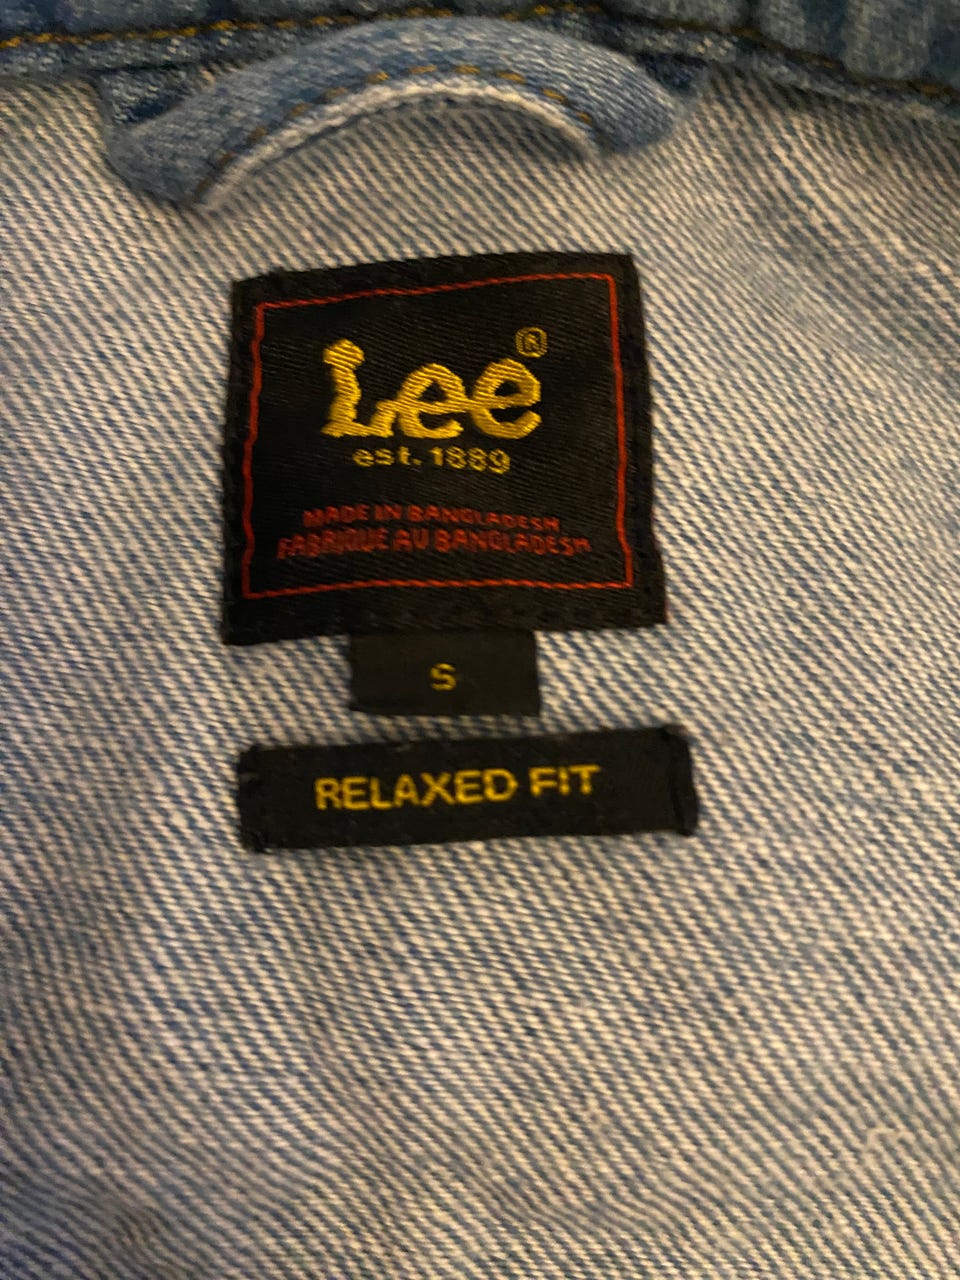 Lee®
est. 1889
MADE IN BANGLADESH
FABRIQUE AU BANGLADESH
S
RELAXED FIT